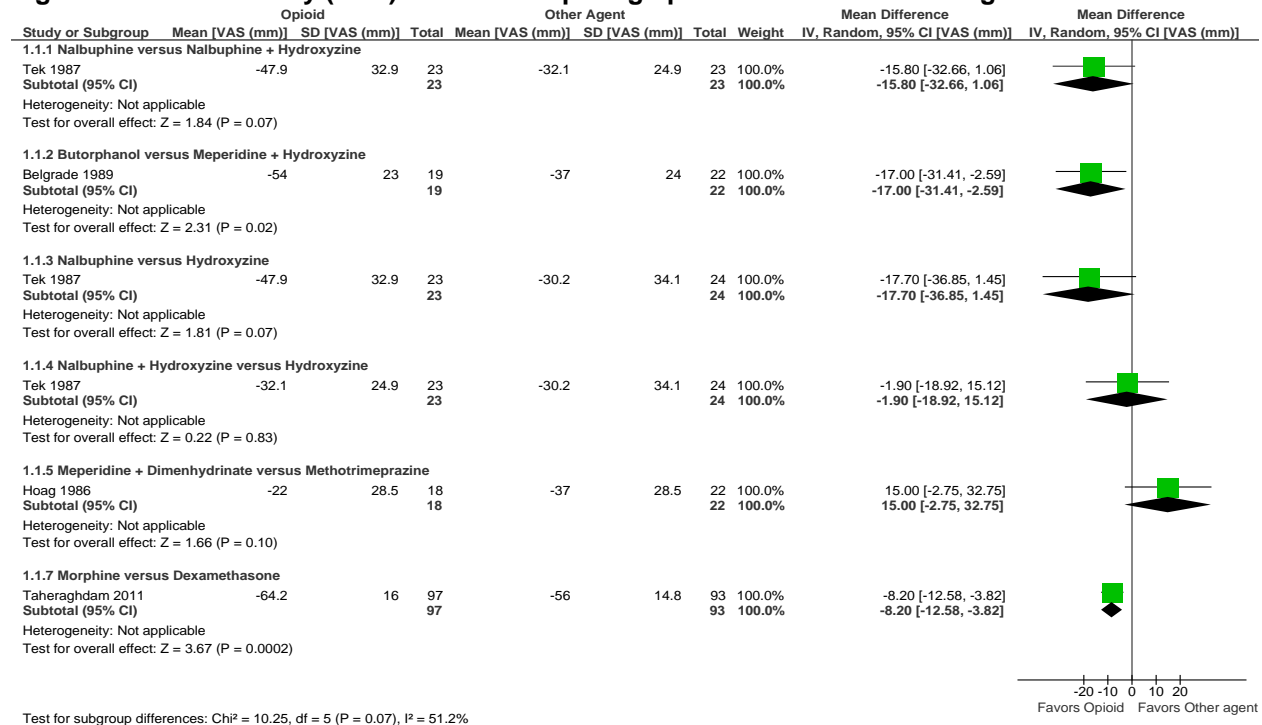 Opioid Other Agent Mean Difference Mean Difference
Study or Subgroup Mean [VAS (mm)] SD [VAS (mm)] Total Mean [VAS (mm)] SD [VAS (mm)] Total Weight IV, Random, 95% CI [VAS (mm)] IV, Random, 95% CI [VAS (mm)]
1.1.1 Nalbuphine versus Nalbuphine + Hydroxyzine
Tek 1987 -47.9 32.9 23 -32.1 24.9 23 100.0% -15.80 [-32.66, 1.06]
Subtotal (95% CI) 23 23 100.0% -15.80 [-32.66, 1.06]
Heterogeneity: Not applicable
Test for overall effect: Z = 1.84 (P = 0.07)
1.1.2 Butorphanol versus Meperidine + Hydroxyzine
Belgrade 1989 -54 23 19 -37 24 22 100.0% -17.00 [-31.41, -2.59]
Subtotal (95% CI) 19 22 100.0% -17.00 [-31.41, -2.59]
Heterogeneity: Not applicable
Test for overall effect: Z = 2.31 (P = 0.02)
1.1.3 Nalbuphine versus Hydroxyzine
Tek 1987 -47.9 32.9 23 -30.2 34.1 24 100.0% -17.70 [-36.85, 1.45]
Subtotal (95% CI) 23 24 100.0% -17.70 [-36.85, 1.45]
Heterogeneity: Not applicable
Test for overall effect: Z = 1.81 (P = 0.07)
1.1.4 Nalbuphine + Hydroxyzine versus Hydroxyzine
Tek 1987 -32.1 24.9 23 -30.2 34.1 24 100.0% -1.90 [-18.92, 15.12]
Subtotal (95% CI) 23 24 100.0% -1.90 [-18.92, 15.12]
Heterogeneity: Not applicable
Test for overall effect: Z = 0.22 (P = 0.83)
1.1.5 Meperidine + Dimenhydrinate versus Methotrimeprazine
Hoag 1986 -22 28.5 18 -37 28.5 22 100.0% 15.00 [-2.75, 32.75]
Subtotal (95% CI) 18 22 100.0% 15.00 [-2.75, 32.75]
Heterogeneity: Not applicable
Test for overall effect: Z = 1.66 (P = 0.10)
1.1.7 Morphine versus Dexamethasone
Taheraghdam 2011 -64.2 16 97 -56 14.8 93 100.0% -8.20 [-12.58, -3.82]
Subtotal (95% CI) 97 93 100.0% -8.20 [-12.58, -3.82]
Heterogeneity: Not applicable
Test for overall effect: Z = 3.67 (P = 0.0002)
-20 -10 0 10 20
Favors Opioid Favors Other agent
Test for subgroup differences: Chi² = 10.25, df = 5 (P = 0.07), I² = 51.2%